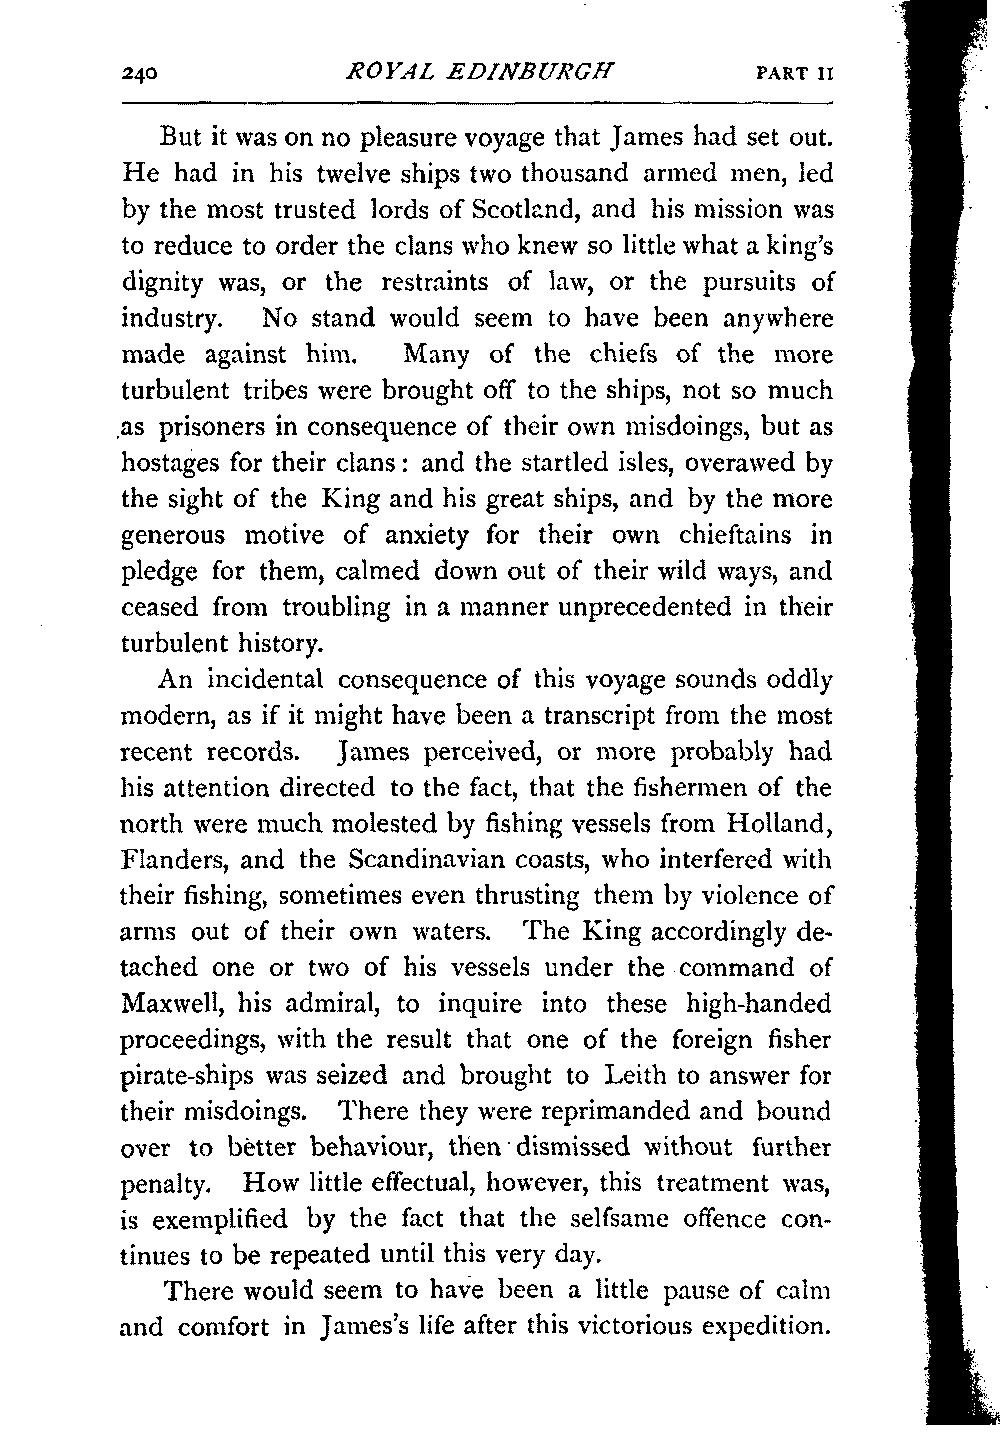 240 ROYAL EDINBURGH PART II
But it was on no pleasure voyage that James had set out.
He had in his twelve ships two thousand armed men, led
by the most trusted lords of Scotland, and his mission was
to reduce to order the clans who knew so little what a king's
dignity was, or the restraints of law, or the pursuits of
industry. No stand would seem to have been anywhere
made against him. Many of the chiefs of the more
turbulent tribes were brought off to the ships, not so much
as prisoners in consequence of their own misdoings, but as
hostages for their clans: and the startled isles, overawed by
the sight of the King and his great ships, and by the more
generous motive of anxiety for their own chieftains in
pledge for them, calmed down out of their wild ways, and
ceased from troubling in a manner unprecedented in their
turbulent history.
An incidental consequence of this voyage sounds oddly
modern, as if it might have been a transcript from the most
recent records. James perceived, or more probably had
his attention directed to the fact, that the fishermen of the
north were much molested by fishing vessels from Holland,
Flanders, and the Scandinavian coasts, who interfered with
their fishing, sometimes even thrusting them by violence of
arms out of their own waters. The King accordingly de-
tached one or two of his vessels under the command of
Maxwell, his admiral, to inquire into these high-handed
proceedings, with the result that one of the foreign fisher
pirate-ships was seized and brought to Leith to answer for
their misdoings. There they were reprimanded and bound
over to better behaviour, then dismissed without further
penalty. How little effectual, however, this treatment was,
is exemplified by the fact that the selfsame offence con-
tinues to be repeated until this very day.
There would seem to have been a little pause of calm
and comfort in James's life after this victorious expedition.